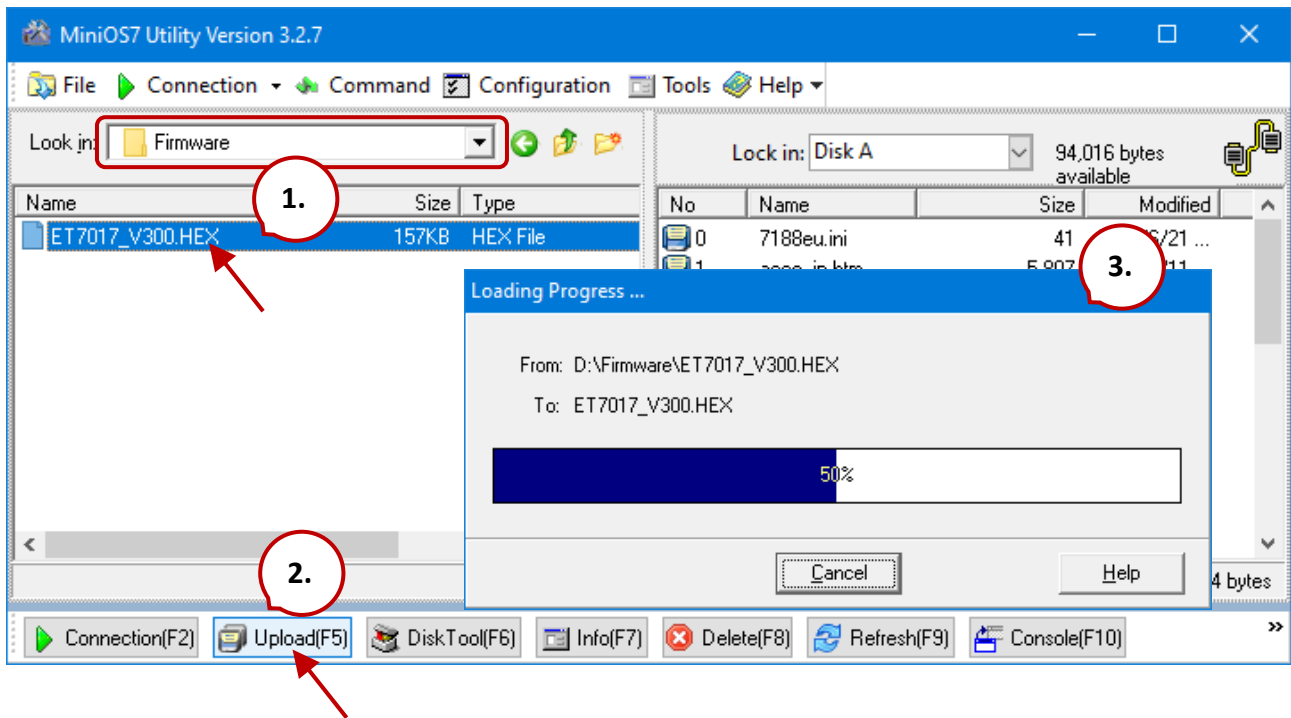 MiniOS7 Utility Version 3.2.7
File Connection Command Configuration Tools Help
Look in: Firmware
Lock in: Disk A
94,016 bytes
available
1.
Name Size Type
No Name Size Modified
ET7017_V300.HEX 157KB HEX File
0 7188eu.ini 41 /21 ...
3.
Loading Progress ...
From: D:\Firmware\ET7017_V300.HEX
To: ET7017_V300.HEX
50%
2.
Cancel Help
4 bytes
Connection(F2) Upload(F5) DiskTool(F6) Info(F7) Delete(F8) Refresh(F9) Console(F10) »